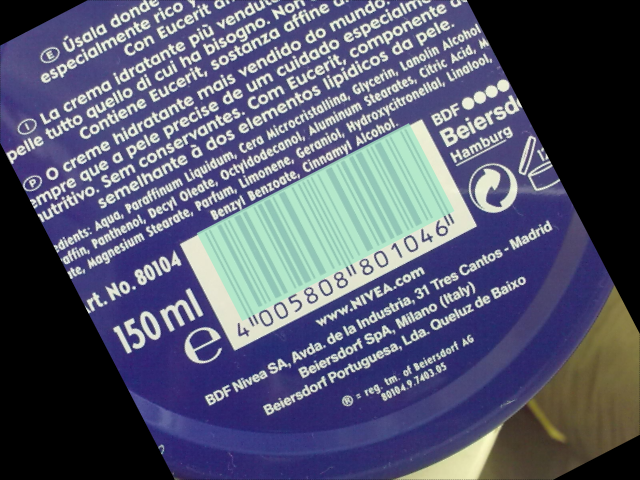 E Úsala donde
especialmente rico y
Con Eucerit
I La crema idratante più vendut
pelle tutto quello di cui ha bisogno. Non
Contiene Eucerit, sostanza affine a
P O creme hidratante mais vendido do mundo.
empre que a pele precise de um cuidado especialm
nutritivo. Sem conservantes. Com Eucerit, componente d
semelhante à dos elementos lipídicos da pele.
edients: Aqua, Paraffinum Liquidum, Cera Microcristallina, Glycerin, Lanolin Alcohol
affin, Panthenol, Decyl Oleate, Octyldodecanol, Aluminum Stearates, Citric Acid, M
te, Magnesium Stearate, Parfum, Limonene, Geraniol, Hydroxycitronellal, Linalool,
Benzyl Benzoate, Cinnamyl Alcohol.
BDF
Beiersd
Hamburg
rt. No. 80104
150 ml
e
4"005808"801046"
www.NIVEA.com
BDF Nivea SA, Avda. de la Industria, 31 Tres Cantos - Madrid
Beiersdorf SpA, Milano (Italy)
Beiersdorf Portuguesa, Lda. Queluz de Baixo
® = reg. tm. of Beiersdorf AG
80104.9.7403.05